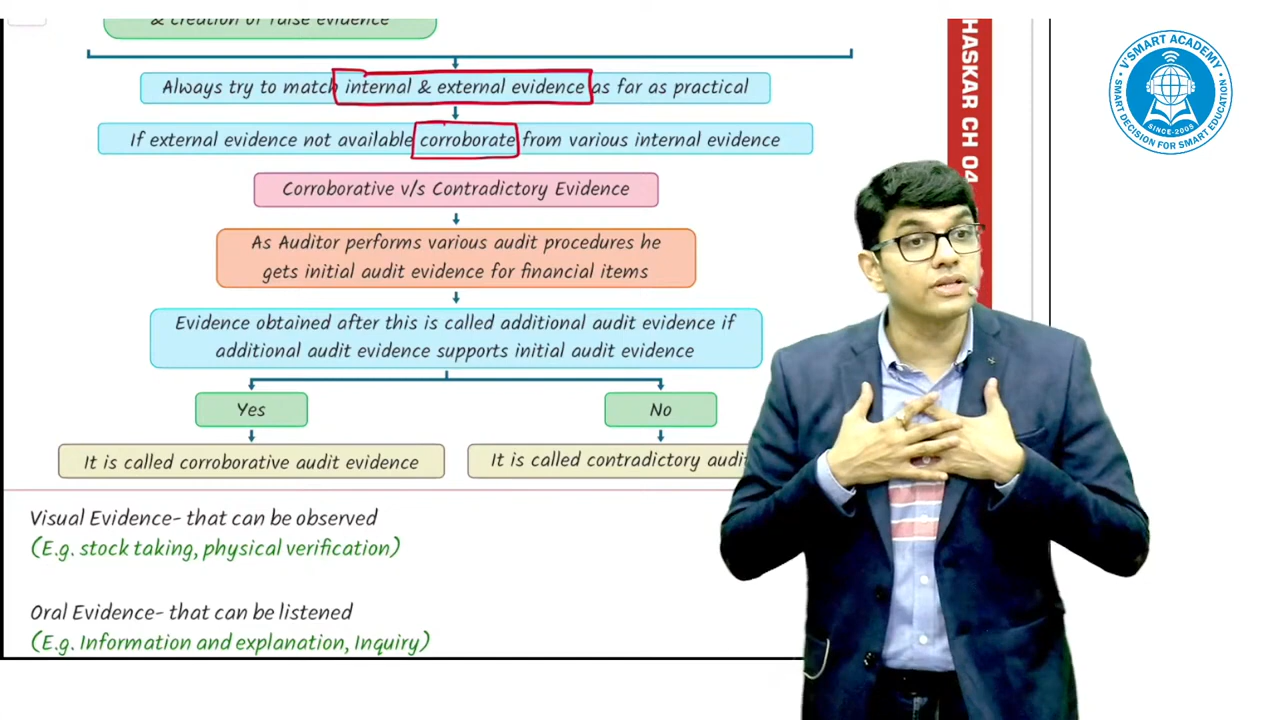 & creation of false evidence
Always try to match internal & external evidence as far as practical
If external evidence not available corroborate from various internal evidence
Corroborative v/s Contradictory Evidence
As Auditor performs various audit procedures he
gets initial audit evidence for financial items
Evidence obtained after this is called additional audit evidence if
additional audit evidence supports initial audit evidence
Yes
No
It is called corroborative audit evidence
It is called contradictory audit
Visual Evidence- that can be observed
(E.g. stock taking, physical verification)
Oral Evidence- that can be listened
(E.g. Information and explanation, Inquiry)
HASKAR CH 04
V'SMART ACADEMY
SINCE-2009
SMART DECISION FOR SMART EDUCATION